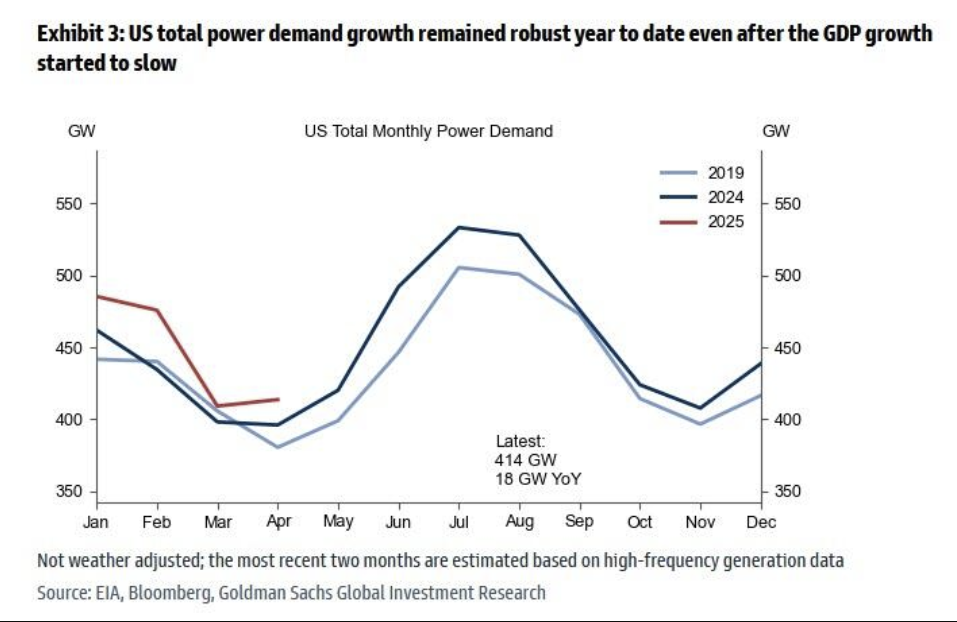 Exhibit 3: US total power demand growth remained robust year to date even after the GDP growth
started to slow
GW
US Total Monthly Power Demand
GW
2019
2024
2025
550
500
450
400
350
550
500
450
400
350
Latest:
414 GW
18 GW YoY
Jan Feb Mar Apr May Jun Jul Aug Sep Oct Nov Dec
Not weather adjusted; the most recent two months are estimated based on high-frequency generation data
Source: EIA, Bloomberg, Goldman Sachs Global Investment Research